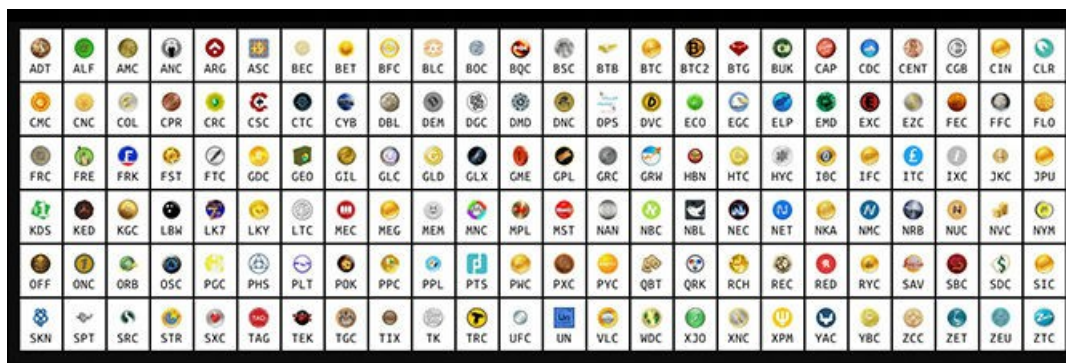 ADT ALF AMC ANC ARG ASC BEC BET BFC BLC BOC BQC BSC BTB BTC BTC2 BTG BUK CAP CDC CENT CGB CIN CLR
CMC CNC COL CPR CRC CSC CTC CYB DBL DEM DGC DMD DNC DPS DVC ECO EGC ELP EMD EXC EZC FEC FFC FLO
FRC FRE FRK FST FTC GDC GEO GIL GLC GLD GLX GME GPL GRC GRW HBN HTC HYC I0C IFC ITC IXC JKC JPU
KDS KED KGC LBW LK7 LKY LTC MEC MEG MEM MNC MPL MST NAN NBC NBL NEC NET NKA NMC NRB NUC NVC NYM
OFF ONC ORB OSC PGC PHS PLT POK PPC PPL PTS PWC PXC PYC QBT QRK RCH REC RED RYC SAV SBC SDC SIC
SKN SPT SRC STR SXC TAG TEK TGC TIX TK TRC UFC UN VLC WDC XJO XNC XPM YAC YBC ZCC ZET ZEU ZTC